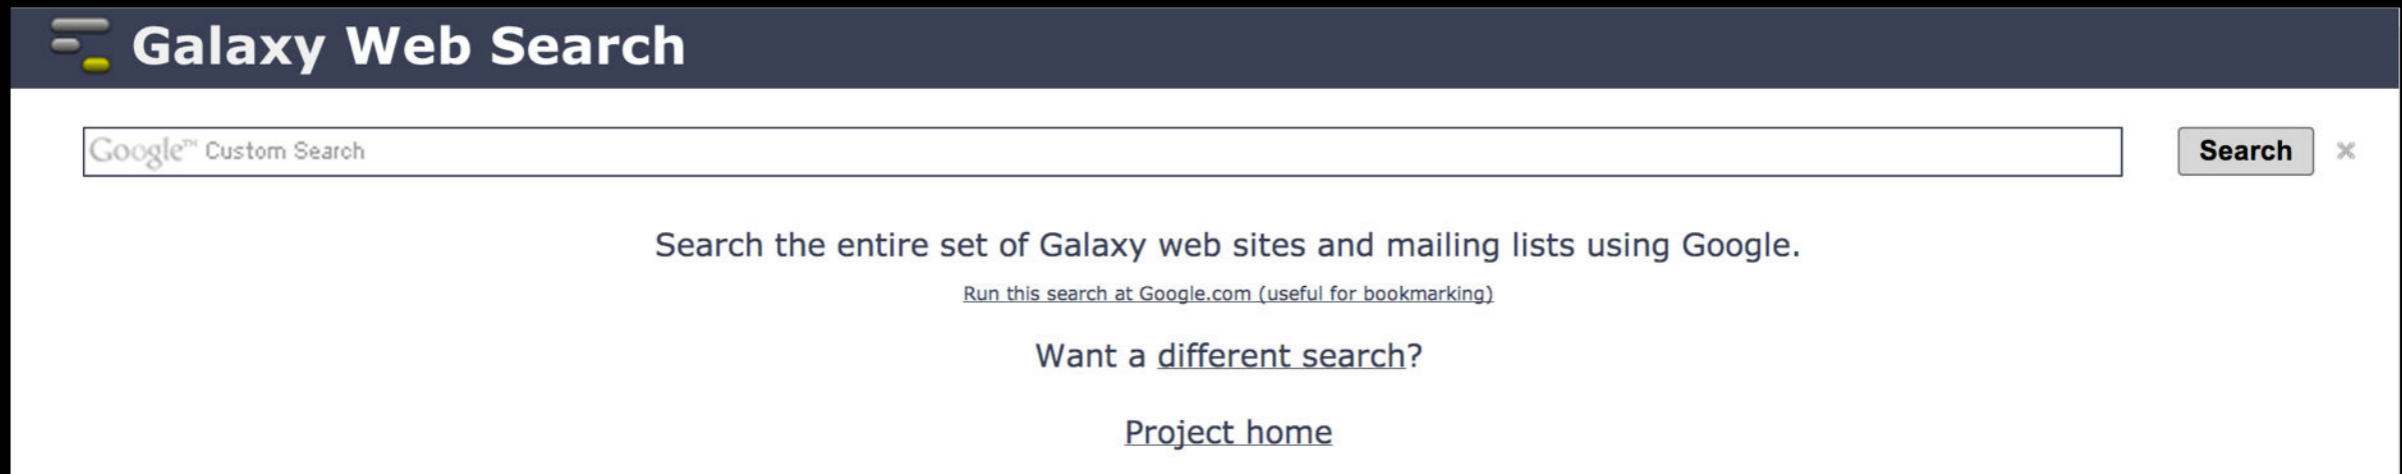 Galaxy Web Search
Google™ Custom Search
Search
Search the entire set of Galaxy web sites and mailing lists using Google.
Run this search at Google.com (useful for bookmarking)
Want a different search?
Project home